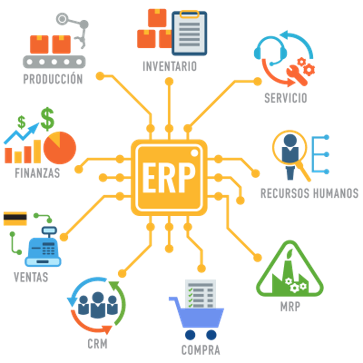 PRODUCCIÓN
INVENTARIO
SERVICIO
FINANZAS
ERP
RECURSOS HUMANOS
VENTAS
CRM
COMPRA
MRP